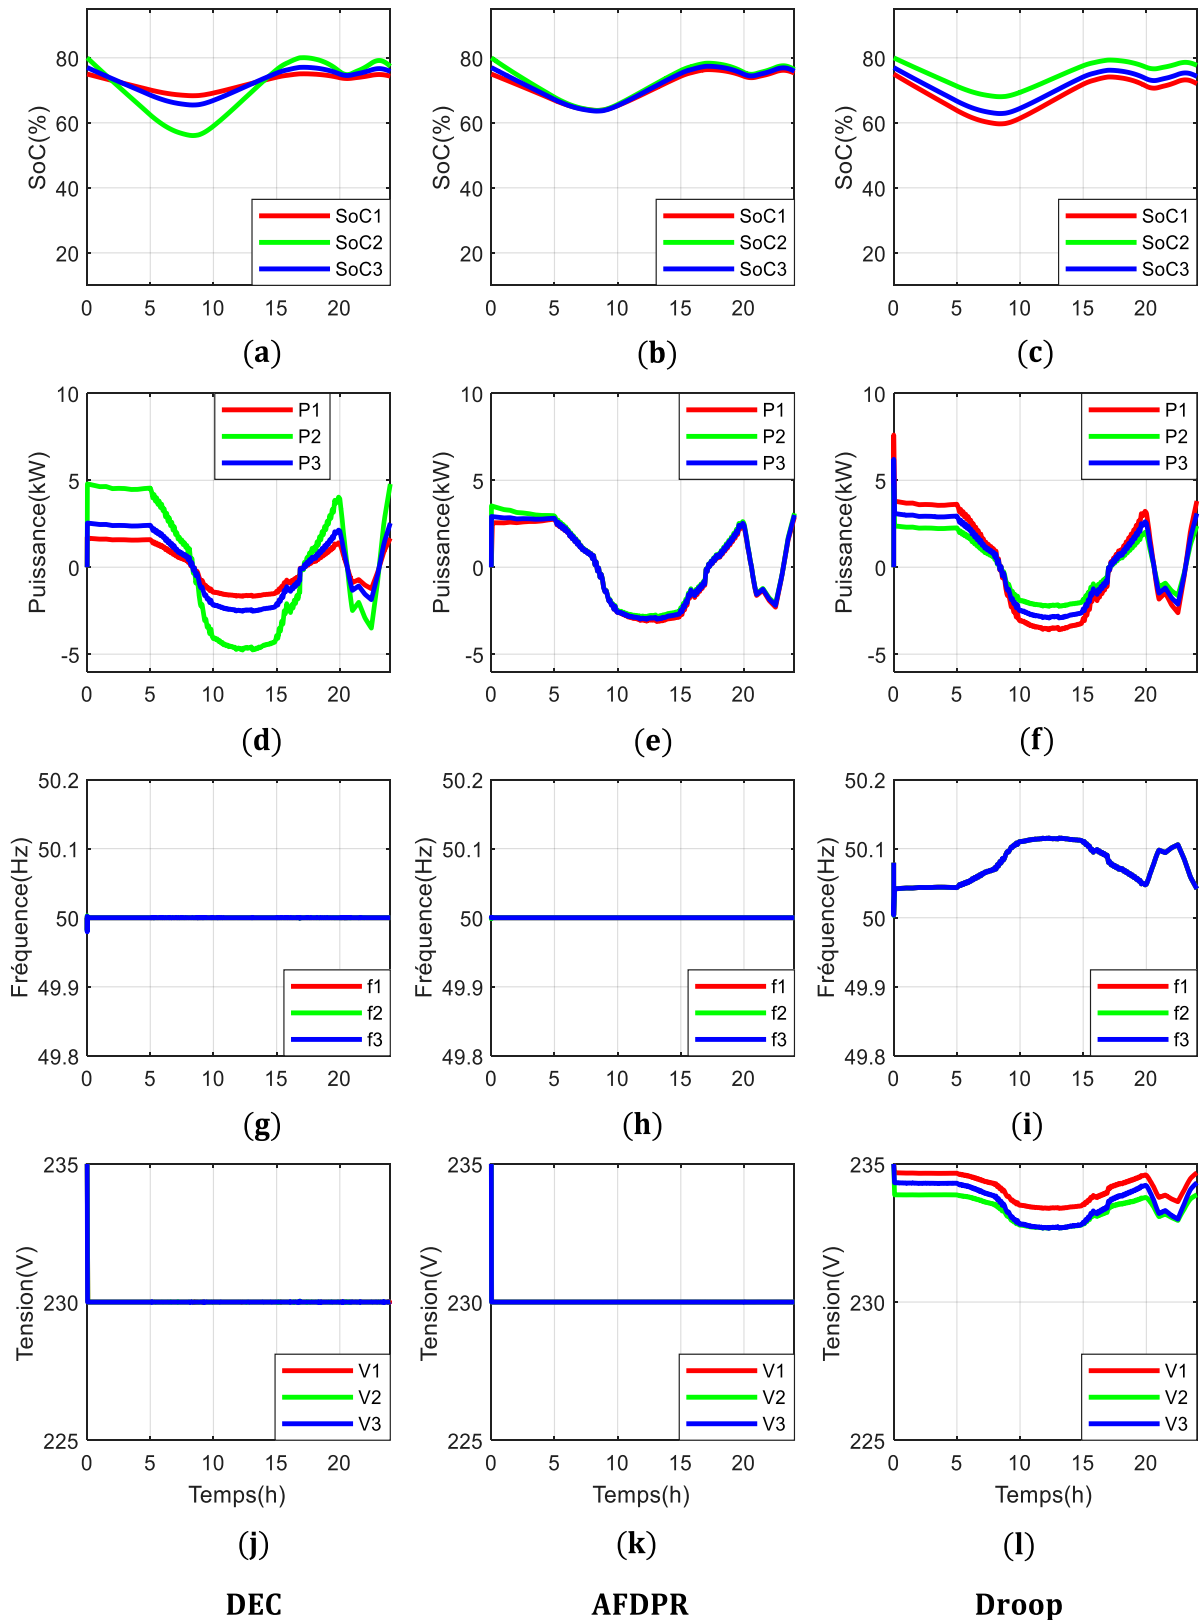 80
60
40
20
SoC(%)
SoC1
SoC2
SoC3
0 5 10 15 20
(a)
80
60
40
20
SoC(%)
SoC1
SoC2
SoC3
0 5 10 15 20
(b)
80
60
40
20
SoC(%)
SoC1
SoC2
SoC3
0 5 10 15 20
(c)
10
5
0
-5
Puissance(kW)
P1
P2
P3
0 5 10 15 20
(d)
10
5
0
-5
Puissance(kW)
P1
P2
P3
0 5 10 15 20
(e)
10
5
0
-5
Puissance(kW)
P1
P2
P3
0 5 10 15 20
(f)
50.2
50.1
50
49.9
49.8
Fréquence(Hz)
f1
f2
f3
0 5 10 15 20
(g)
50.2
50.1
50
49.9
49.8
Fréquence(Hz)
f1
f2
f3
0 5 10 15 20
(h)
50.2
50.1
50
49.9
49.8
Fréquence(Hz)
f1
f2
f3
0 5 10 15 20
(i)
235
230
225
Tension(V)
V1
V2
V3
0 5 10 15 20
Temps(h)
(j)
235
230
225
Tension(V)
V1
V2
V3
0 5 10 15 20
Temps(h)
(k)
235
230
225
Tension(V)
V1
V2
V3
0 5 10 15 20
Temps(h)
(l)
DEC
AFDPR
Droop